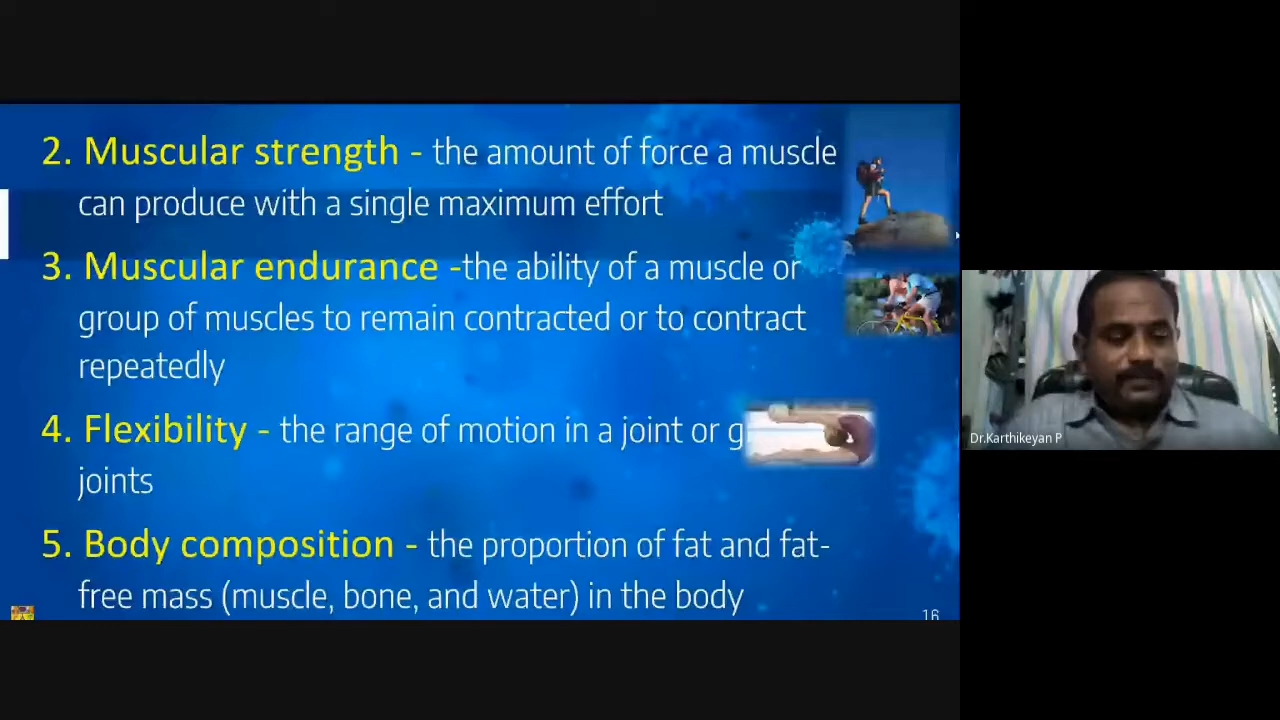 2. Muscular strength - the amount of force a muscle
can produce with a single maximum effort
3. Muscular endurance -the ability of a muscle or
group of muscles to remain contracted or to contract
repeatedly
4. Flexibility - the range of motion in a joint or g
joints
5. Body composition - the proportion of fat and fat-
free mass (muscle, bone, and water) in the body
16
Dr.Karthikeyan P